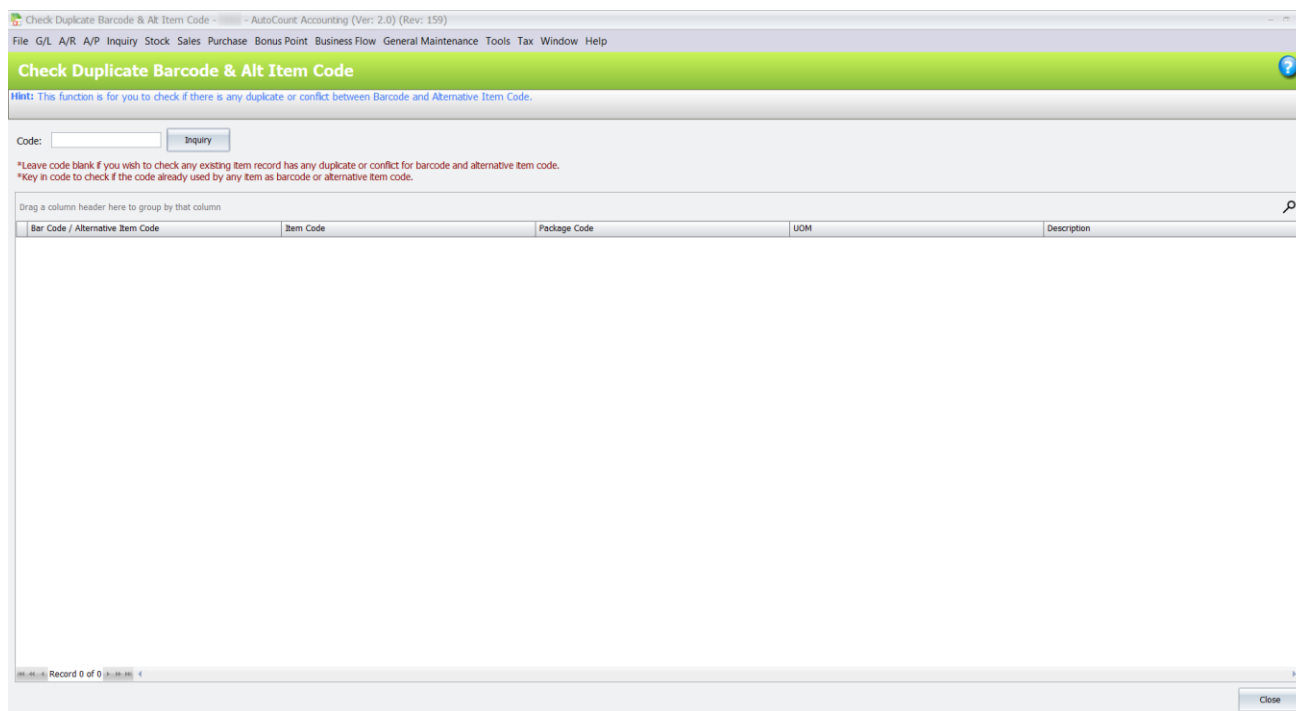 Check Duplicate Barcode & Alt Item Code - - AutoCount Accounting (Ver: 2.0) (Rev: 159)
File G/L A/R A/P Inquiry Stock Sales Purchase Bonus Point Business Flow General Maintenance Tools Tax Window Help
Check Duplicate Barcode & Alt Item Code
?
Hint: This function is for you to check if there is any duplicate or conflict between Barcode and Alternative Item Code.
Code: Inquiry
*Leave code blank if you wish to check any existing item record has any duplicate or conflict for barcode and alternative item code.
*Key in code to check if the code already used by any item as barcode or alternative item code.
Drag a column header here to group by that column
Bar Code / Alternative Item Code Item Code Package Code UOM Description
Record 0 of 0
Close